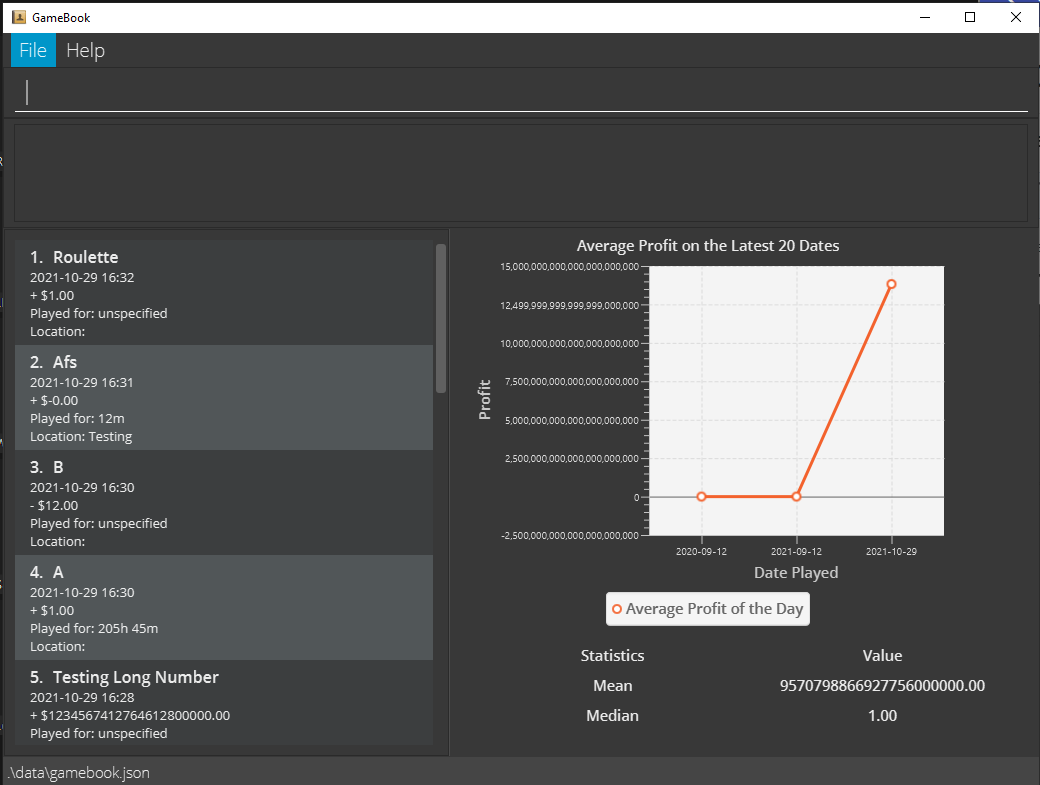 GameBook
File Help
1. Roulette
2021-10-29 16:32
+ $1.00
Played for: unspecified
Location:
2. Afs
2021-10-29 16:31
+ $-0.00
Played for: 12m
Location: Testing
3. B
2021-10-29 16:30
- $12.00
Played for: unspecified
Location:
4. A
2021-10-29 16:30
+ $1.00
Played for: 205h 45m
Location:
5. Testing Long Number
2021-10-29 16:28
+ $1234567412764612800000.00
Played for: unspecified
Average Profit on the Latest 20 Dates
15,000,000,000,000,000,000,000
12,499,999,999,999,999,000,000
10,000,000,000,000,000,000,000
7,500,000,000,000,000,000,000
5,000,000,000,000,000,000,000
2,500,000,000,000,000,000,000
0
-2,500,000,000,000,000,000,000
Profit
2020-09-12 2021-09-12 2021-10-29
Date Played
Average Profit of the Day
Statistics Value
Mean 9570798866927756000000.00
Median 1.00
.\data\gamebook.json